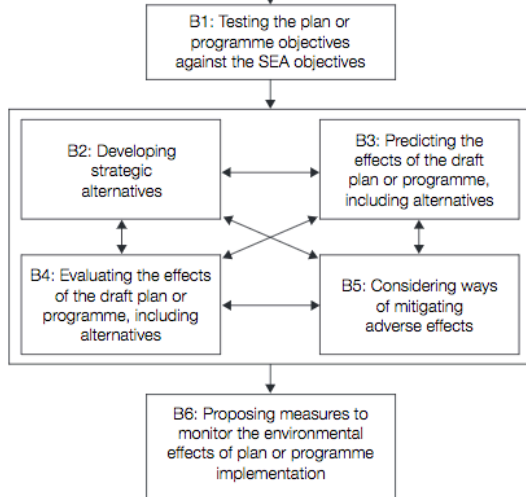 B1: Testing the plan or
programme objectives
against the SEA objectives
B2: Developing
strategic
alternatives
B3: Predicting the
effects of the draft
plan or programme,
including alternatives
B4: Evaluating the effects
of the draft plan or
programme, including
alternatives
B5: Considering ways
of mitigating
adverse effects
B6: Proposing measures to
monitor the environmental
effects of plan or programme
implementation